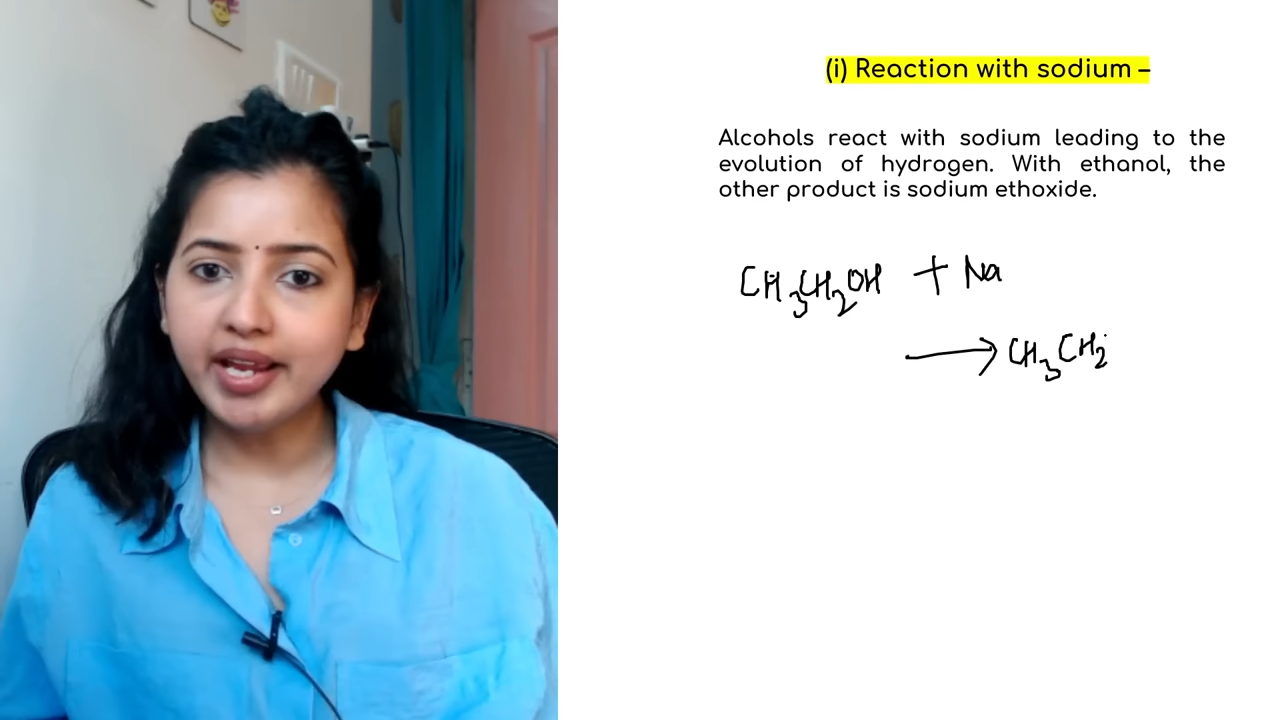 (i) Reaction with sodium –
Alcohols react with sodium leading to the
evolution of hydrogen. With ethanol, the
other product is sodium ethoxide.
CH₃CH₂OH + Na
⟶ CH₃CH₂